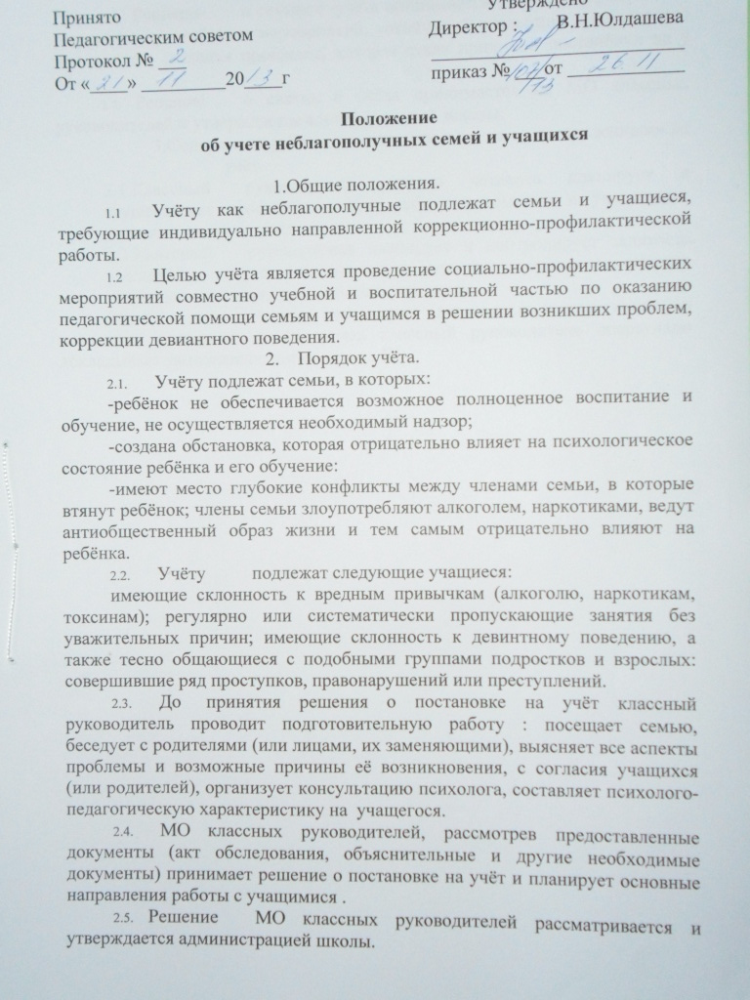 Принято
Педагогическим советом
Протокол № 2
От «21» 11 2013г
Утверждено
Директор : В.Н.Юлдашева
приказ № 107/13 от 26.11
Положение
об учете неблагополучных семей и учащихся
1.Общие положения.
1.1 Учёту как неблагополучные подлежат семьи и учащиеся,
требующие индивидуально направленной коррекционно-профилактической
работы.
1.2 Целью учёта является проведение социально-профилактических
мероприятий совместно учебной и воспитательной частью по оказанию
педагогической помощи семьям и учащимся в решении возникших проблем,
коррекции девиантного поведения.
2. Порядок учёта.
2.1. Учёту подлежат семьи, в которых:
-ребёнок не обеспечивается возможное полноценное воспитание и
обучение, не осуществляется необходимый надзор;
-создана обстановка, которая отрицательно влияет на психологическое
состояние ребёнка и его обучение:
-имеют место глубокие конфликты между членами семьи, в которые
втянут ребёнок; члены семьи злоупотребляют алкоголем, наркотиками, ведут
антиобщественный образ жизни и тем самым отрицательно влияют на
ребёнка.
2.2. Учёту подлежат следующие учащиеся:
имеющие склонность к вредным привычкам (алкоголю, наркотикам,
токсинам); регулярно или систематически пропускающие занятия без
уважительных причин; имеющие склонность к девинтному поведению, а
также тесно общающиеся с подобными группами подростков и взрослых:
совершившие ряд проступков, правонарушений или преступлений.
2.3. До принятия решения о постановке на учёт классный
руководитель проводит подготовительную работу : посещает семью,
беседует с родителями (или лицами, их заменяющими), выясняет все аспекты
проблемы и возможные причины её возникновения, с согласия учащихся
(или родителей), организует консультацию психолога, составляет психолого-
педагогическую характеристику на учащегося.
2.4. МО классных руководителей, рассмотрев предоставленные
документы (акт обследования, объяснительные и другие необходимые
документы) принимает решение о постановке на учёт и планирует основные
направления работы с учащимися .
2.5. Решение МО классных руководителей рассматривается и
утверждается администрацией школы.